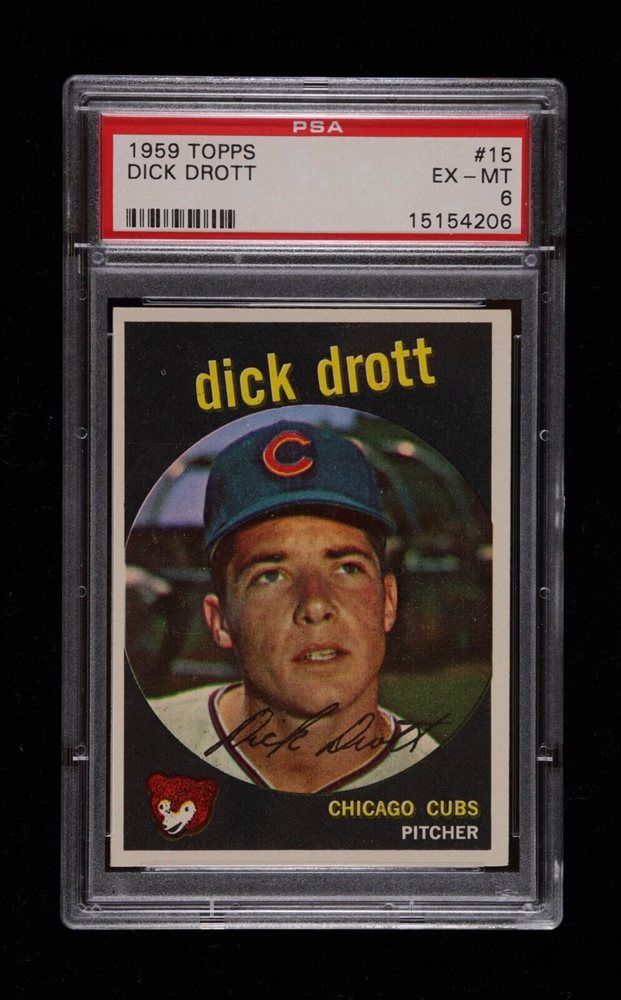 PSA
1959 TOPPS #15
DICK DROTT EX - MT
6
15154206
dick drott
C
Dick Drott
CHICAGO CUBS
PITCHER